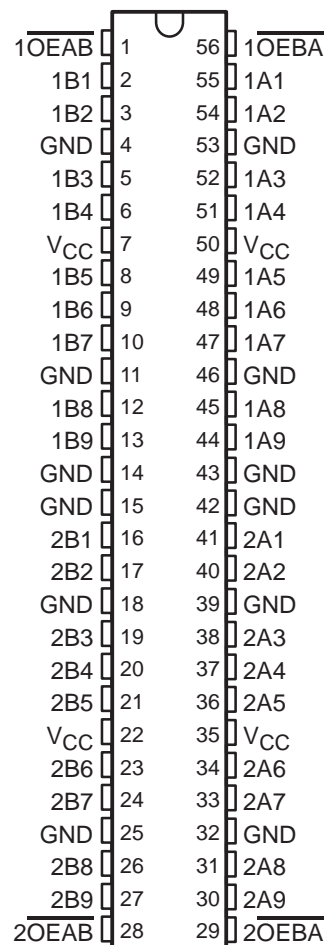 1OEAB 1 56 1OEBA
1B1 2 55 1A1
1B2 3 54 1A2
GND 4 53 GND
1B3 5 52 1A3
1B4 6 51 1A4
VCC 7 50 VCC
1B5 8 49 1A5
1B6 9 48 1A6
1B7 10 47 1A7
GND 11 46 GND
1B8 12 45 1A8
1B9 13 44 1A9
GND 14 43 GND
GND 15 42 GND
2B1 16 41 2A1
2B2 17 40 2A2
GND 18 39 GND
2B3 19 38 2A3
2B4 20 37 2A4
2B5 21 36 2A5
VCC 22 35 VCC
2B6 23 34 2A6
2B7 24 33 2A7
GND 25 32 GND
2B8 26 31 2A8
2B9 27 30 2A9
2OEAB 28 29 2OEBA